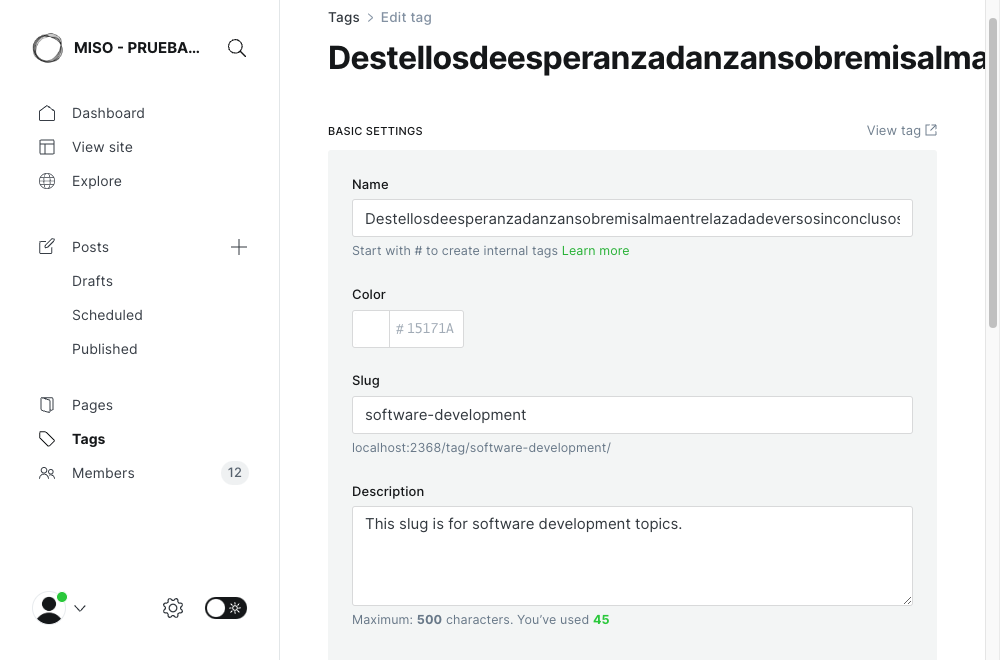 MISO - PRUEBA...
Dashboard
View site
Explore
Posts
Drafts
Scheduled
Published
Pages
Tags
Members 12
Tags > Edit tag
Destellosdeesperanzadanzansobremisalma
BASIC SETTINGS
View tag
Name
Destellosdeesperanzadanzansobremisalmaentrelazadadeversosinconclusos
Start with # to create internal tags Learn more
Color
# 15171A
Slug
software-development
localhost:2368/tag/software-development/
Description
This slug is for software development topics.
Maximum: 500 characters. You’ve used 45